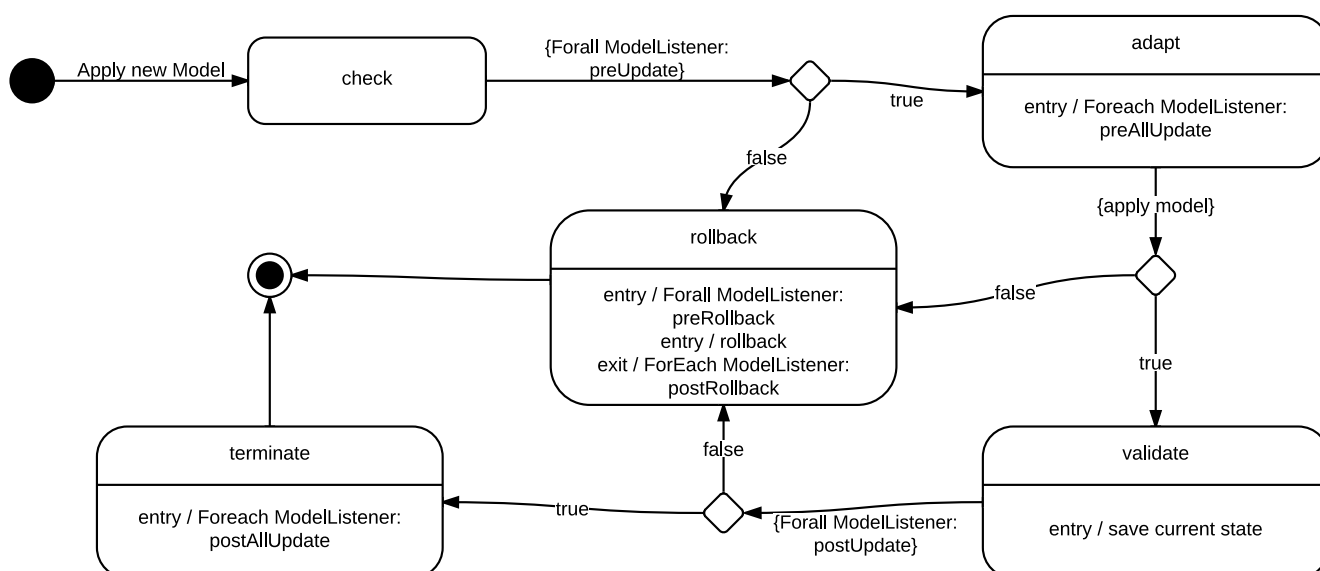 Apply new Model
check
{Forall ModelListener:
preUpdate}
true
adapt
entry / Foreach ModelListener:
preAllUpdate
false
{apply model}
rollback
entry / Forall ModelListener:
preRollback
entry / rollback
exit / ForEach ModelListener:
postRollback
false
true
false
terminate
entry / Foreach ModelListener:
postAllUpdate
true
{Forall ModelListener:
postUpdate}
validate
entry / save current state